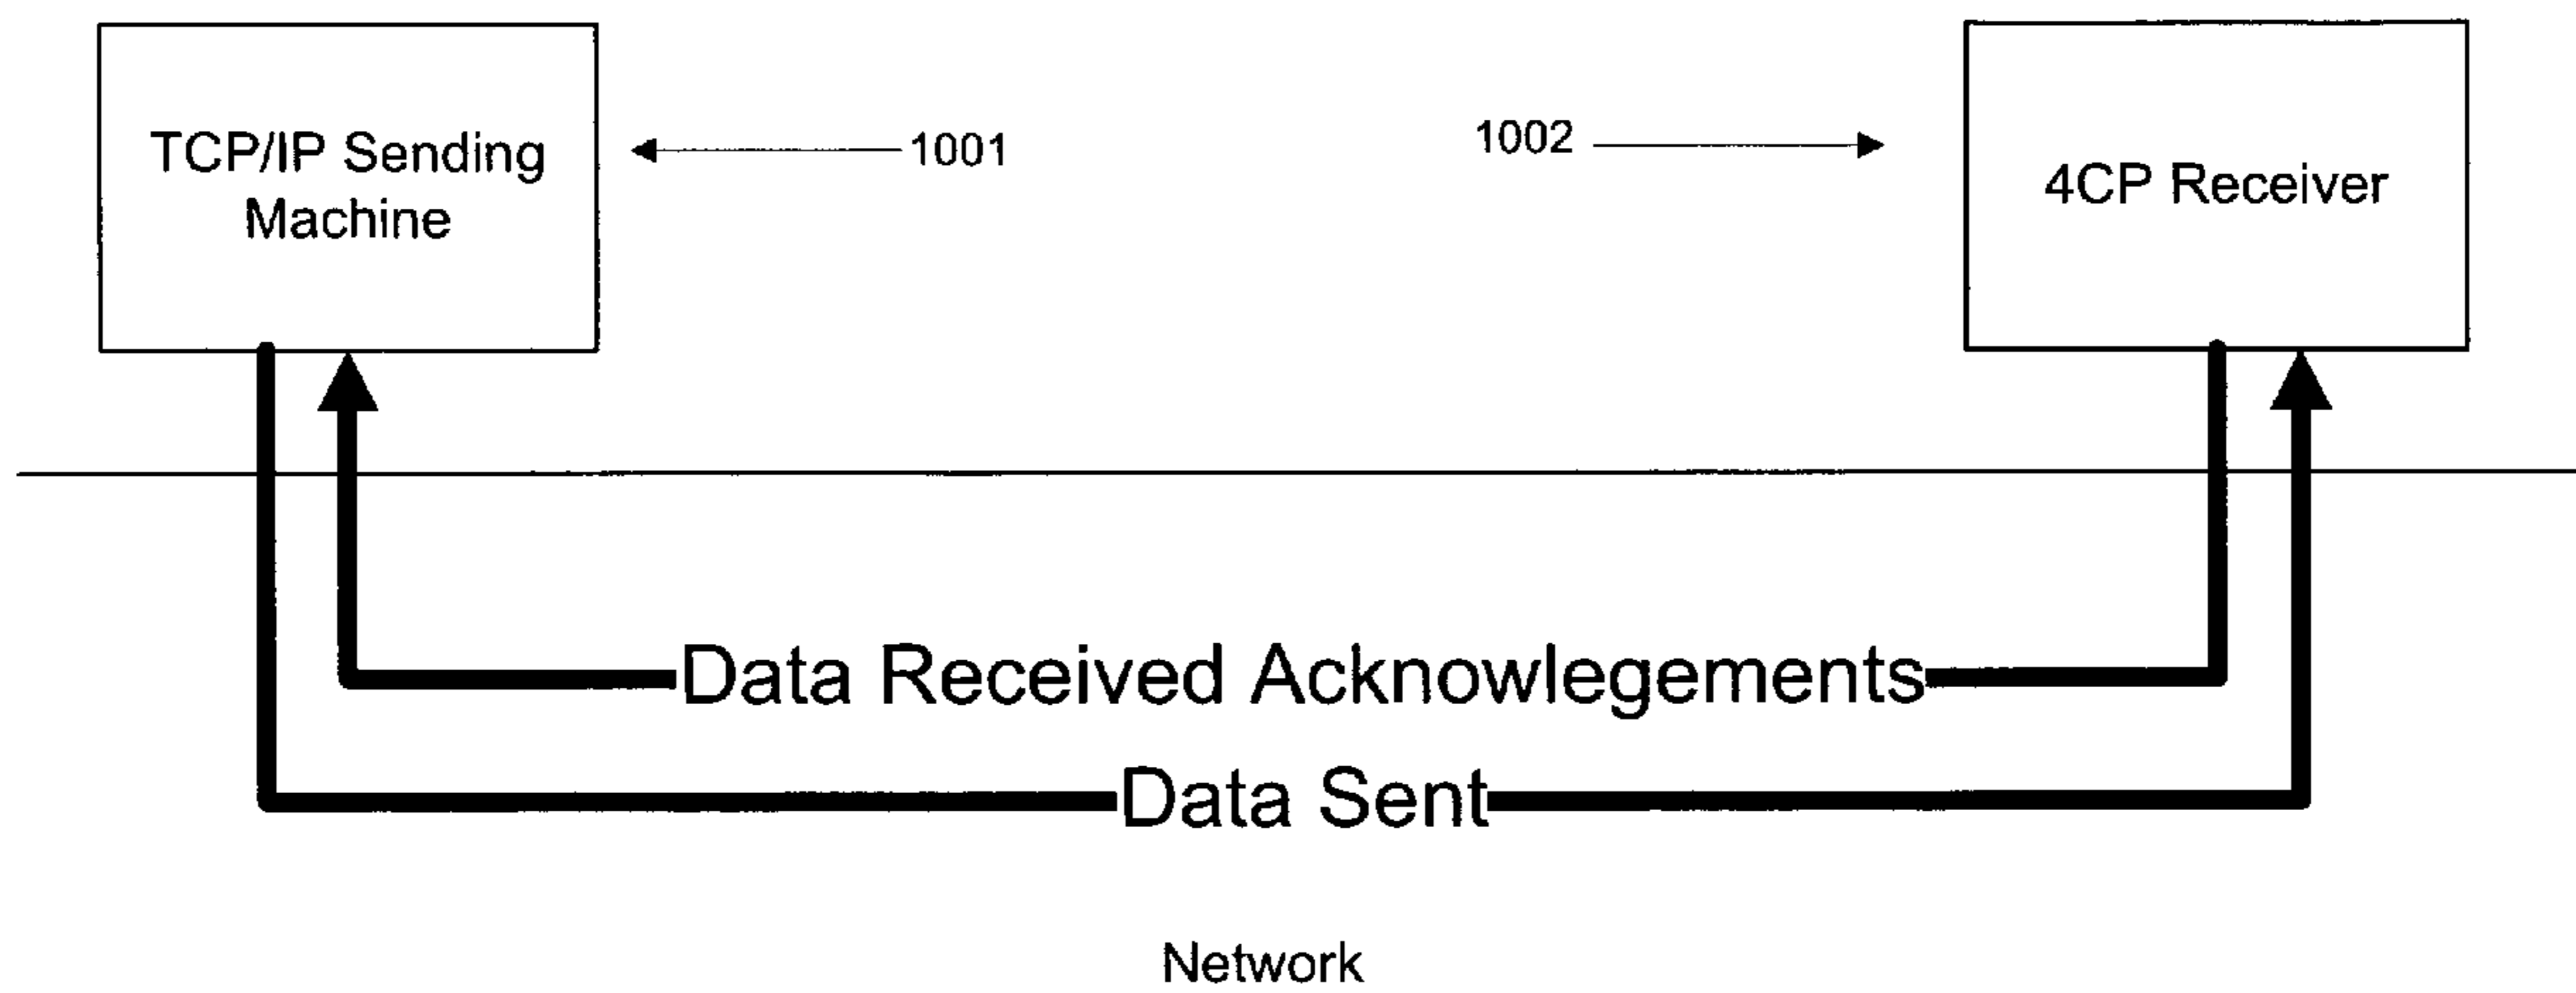 TCP/IP Sending
Machine
1001
1002
4CP Receiver
Data Received Acknowlegements
Data Sent
Network